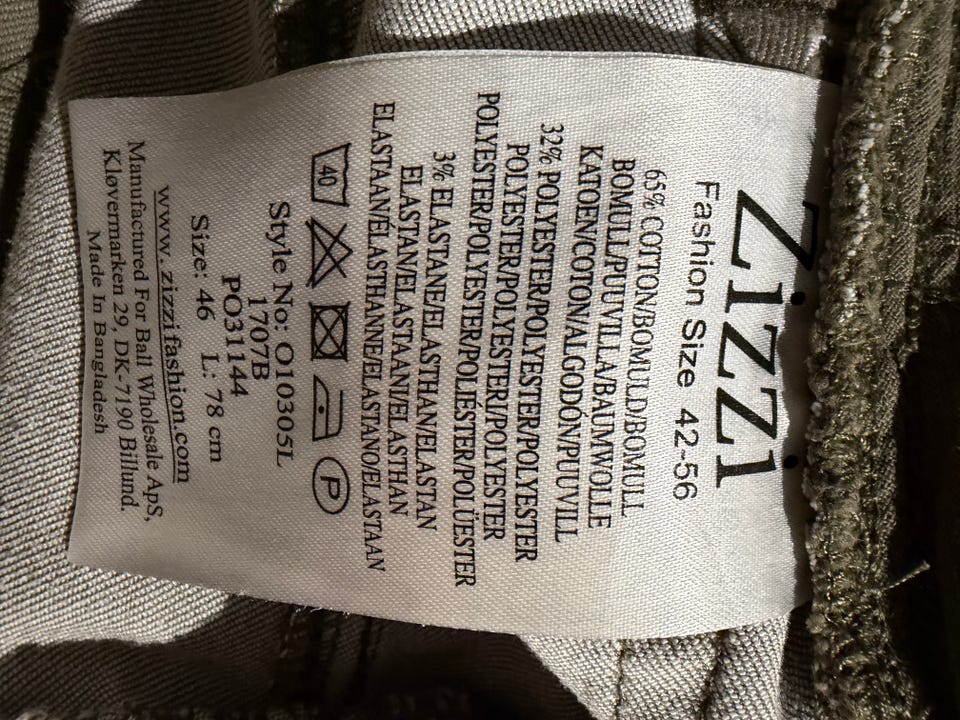 Zizzi
Fashion Size 42-56
65% COTTON/BOMULD/BOMULL
BOMULL/PUUVILLA/BAUMWOLLE
KATOEN/COTON/ALGODÓN/PUUVILL
32% POLYESTER/POLYESTER/POLYESTER
POLYESTER/POLYESTERI/POLYESTER
POLYESTER/POLYESTER/POLIESTER/POLÜESTER
3% ELASTANE/ELASTHANE/ELASTAN
ELASTAN/ELASTAANI/ELASTHAN
ELASTAAN/ÉLASTHANNE/ELASTANO/ELASTAAN
40 P
Style No: O10305L
1707B
PO31144
Size: 46 L: 78 cm
www.zizzifashion.com
Manufactured For Ball Wholesale ApS,
Kløvermarken 29, DK-7190 Billund.
Made In Bangladesh